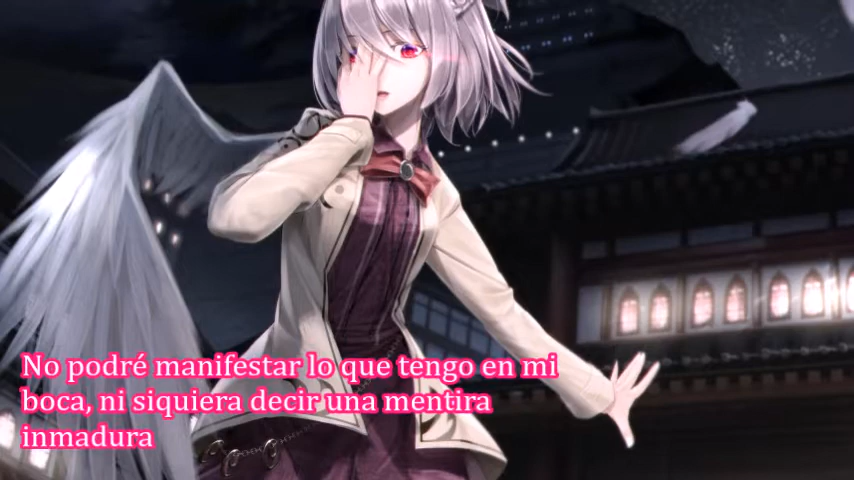 No podré manifestar lo que tengo en mi
boca, ni siquiera decir una mentira
inmadura